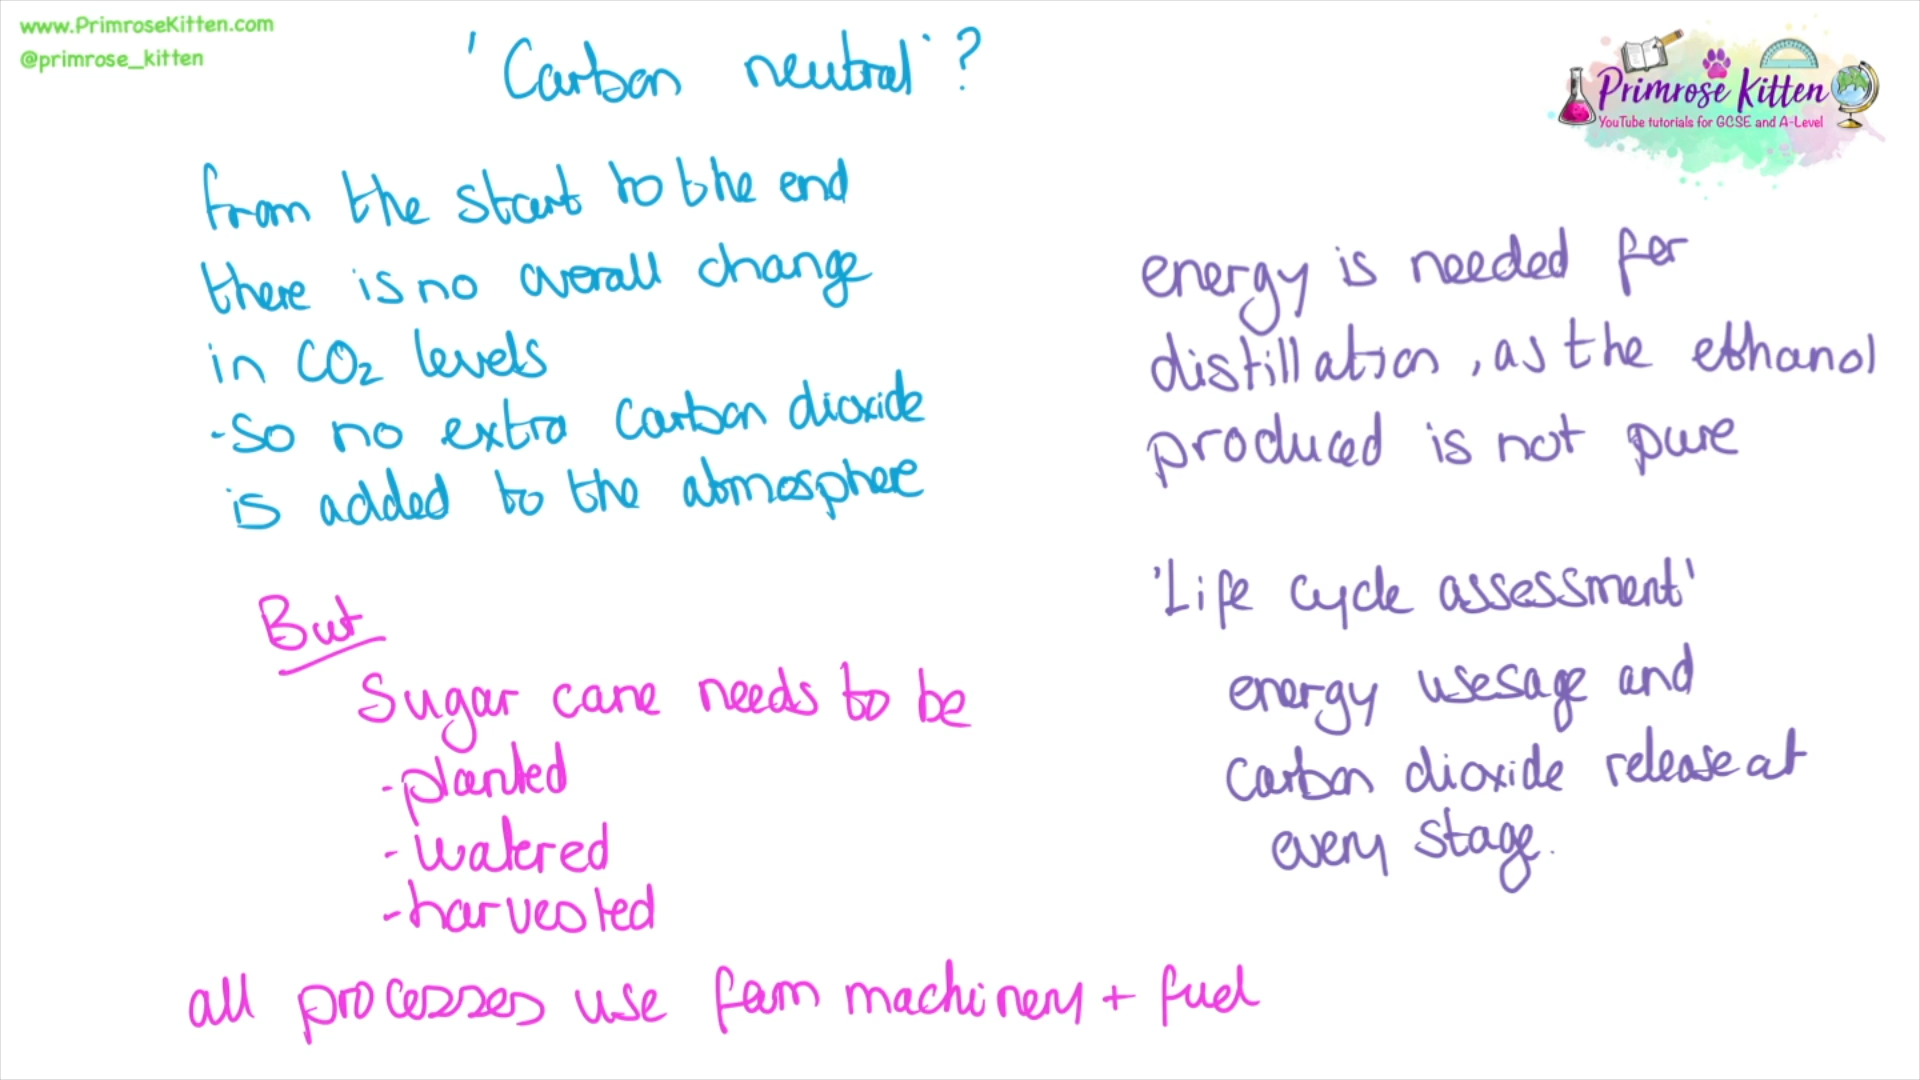 www.PrimroseKitten.com
@primrose_kitten
'Carbon neutral'?
Primrose Kitten
YouTube tutorials for GCSE and A-Level
from the start to the end
there is no overall change
in CO₂ levels
-so no extra carbon dioxide
is added to the atmosphere
But
Sugar cane needs to be
-planted
-watered
-harvested
all processes use farm machinery + fuel
energy is needed for
distillation, as the ethanol
produced is not pure
'Life cycle assessment'
energy usesage and
carbon dioxide release at
every stage.